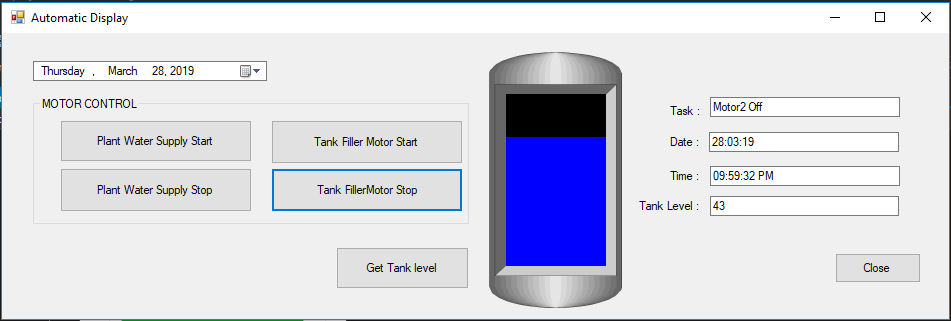 Automatic Display
Thursday , March 28, 2019
MOTOR CONTROL
Plant Water Supply Start
Tank Filler Motor Start
Plant Water Supply Stop
Tank FillerMotor Stop
Get Tank level
Task : Motor2 Off
Date : 28:03:19
Time : 09:59:32 PM
Tank Level : 43
Close